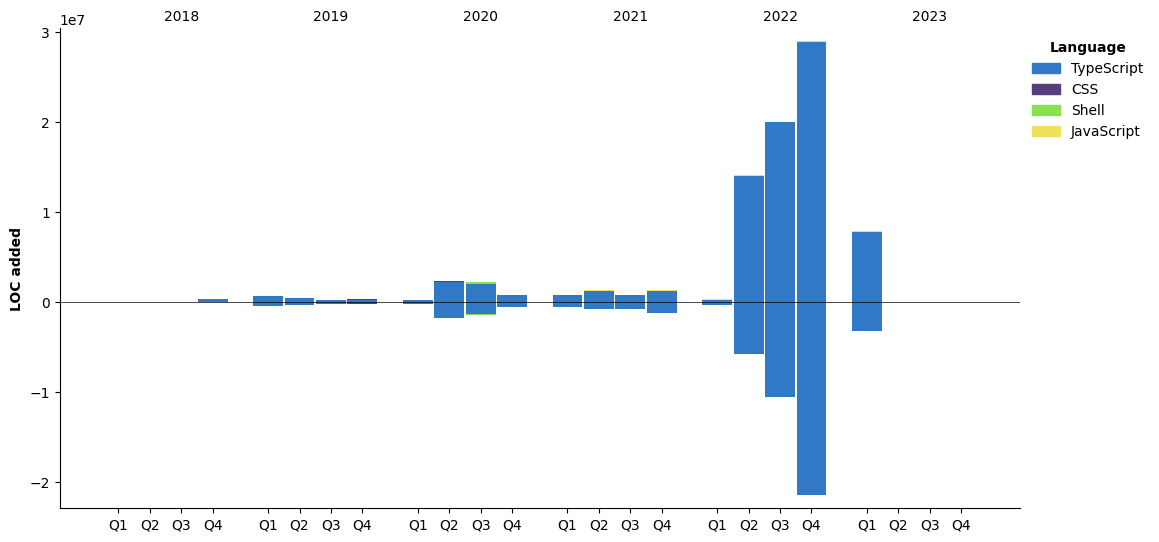 1e7
2018 2019 2020 2021 2022 2023
Language
TypeScript
CSS
Shell
JavaScript
LOC added
3
2
1
0
−1
−2
Q1 Q2 Q3 Q4 Q1 Q2 Q3 Q4 Q1 Q2 Q3 Q4 Q1 Q2 Q3 Q4 Q1 Q2 Q3 Q4 Q1 Q2 Q3 Q4